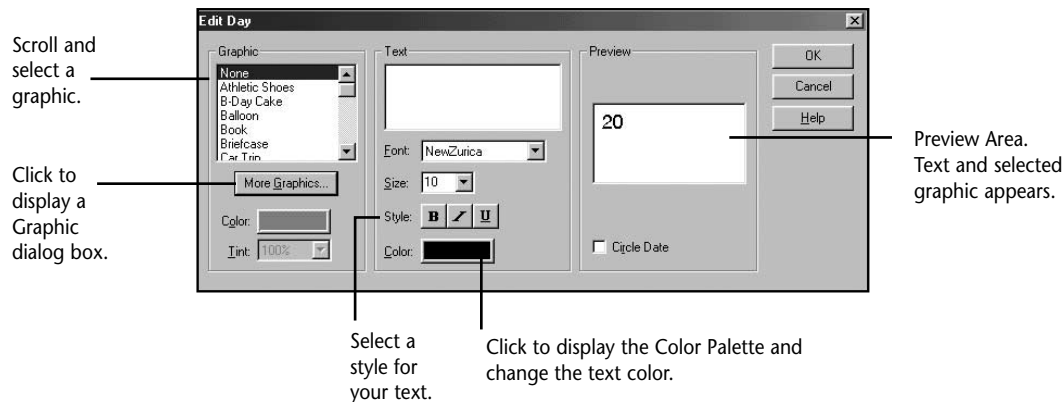 Edit Day
Scroll and
select a
graphic.
Graphic
None
Athletic Shoes
B-Day Cake
Balloon
Book
Briefcase
Car Trip
More Graphics...
Color:
Tint: 100%
Click to
display a
Graphic
dialog box.
Text
Font: NewZurica
Size: 10
Style: B I U
Color:
Preview
20
Circle Date
OK
Cancel
Help
Preview Area.
Text and selected
graphic appears.
Select a
style for
your text.
Click to display the Color Palette and
change the text color.